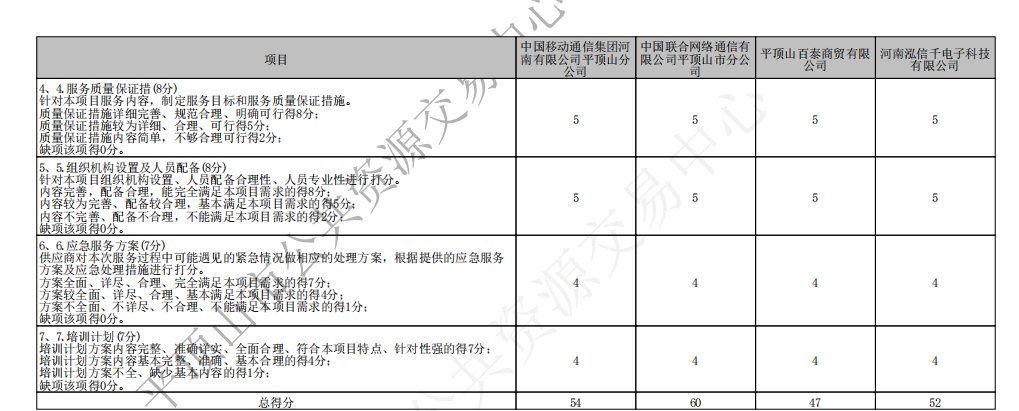 项目
中国移动通信集团河
南有限公司平顶山分
公司
中国联合网络通信有
限公司平顶山市分公
司
平顶山百泰商贸有限
公司
河南泓信千电子科技
有限公司
4、4.服务质量保证措(8分)
针对本项目服务内容，制定服务目标和服务质量保证措施。
质量保证措施详细完善、规范合理、明确可行得8分；
质量保证措施较为详细、合理、可行得5分；
质量保证措施内容简单，不够合理可行得2分；
缺项该项得0分。
5 5 5 5
5、5.组织机构设置及人员配备(8分)
针对本项目组织机构设置、人员配备合理性、人员专业性进行打分。
内容完善，配备合理，能完全满足本项目需求的得8分；
内容较为完善、配备较合理，基本满足本项目需求的得5分；
内容不完善、配备不合理，不能满足本项目需求的得2分；
缺项该项得0分。
5 5 5 5
6、6.应急服务方案(7分)
供应商对本次服务过程中可能遇见的紧急情况做相应的处理方案，根据提供的应急服务
方案及应急处理措施进行打分。
方案全面、详尽、合理、完全满足本项目需求的得7分；
方案较全面、详尽、合理、基本满足本项目需求的得4分；
方案不全面、不详尽、不合理、不能满足本项目需求的得1分；
缺项该项得0分。
4 4 4 4
7、7.培训计划(7分)
培训计划方案内容完整、准确详实、全面合理、符合本项目特点、针对性强的得7分；
培训计划方案内容基本完整、准确、基本合理的得4分；
培训计划方案不全、缺少基本内容的得1分；
缺项该项得0分。
4 4 4 4
总得分 54 60 47 52
平顶山市公共资源交易中心
公共资源交易中心